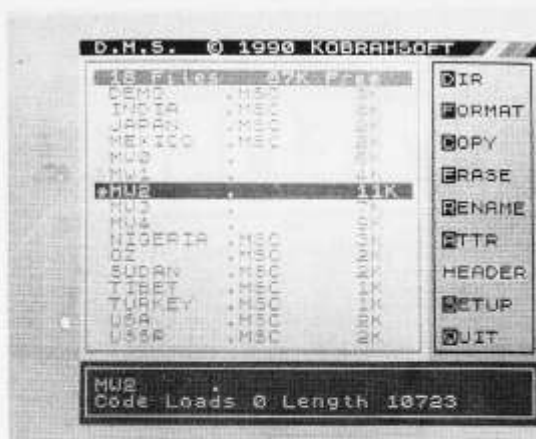 D.M.S. © 1990 KOBRAHSOFT
16 Files 87K Free
DEMO .MSC
INDIA .MSC
JAPAN .MSC
MEXICO .MSC
MW0 .
MW1 .
*MW2 . 11K
MW3 .
MW4 .
NIGERIA .MSC
OZ .MSC
SUDAN .MSC
TIBET .MSC
TURKEY .MSC
USA .MSC
USSR .MSC
DIR
FORMAT
COPY
ERASE
RENAME
ATTR
HEADER
SETUP
QUIT
MW2 .
Code Loads 0 Length 10723